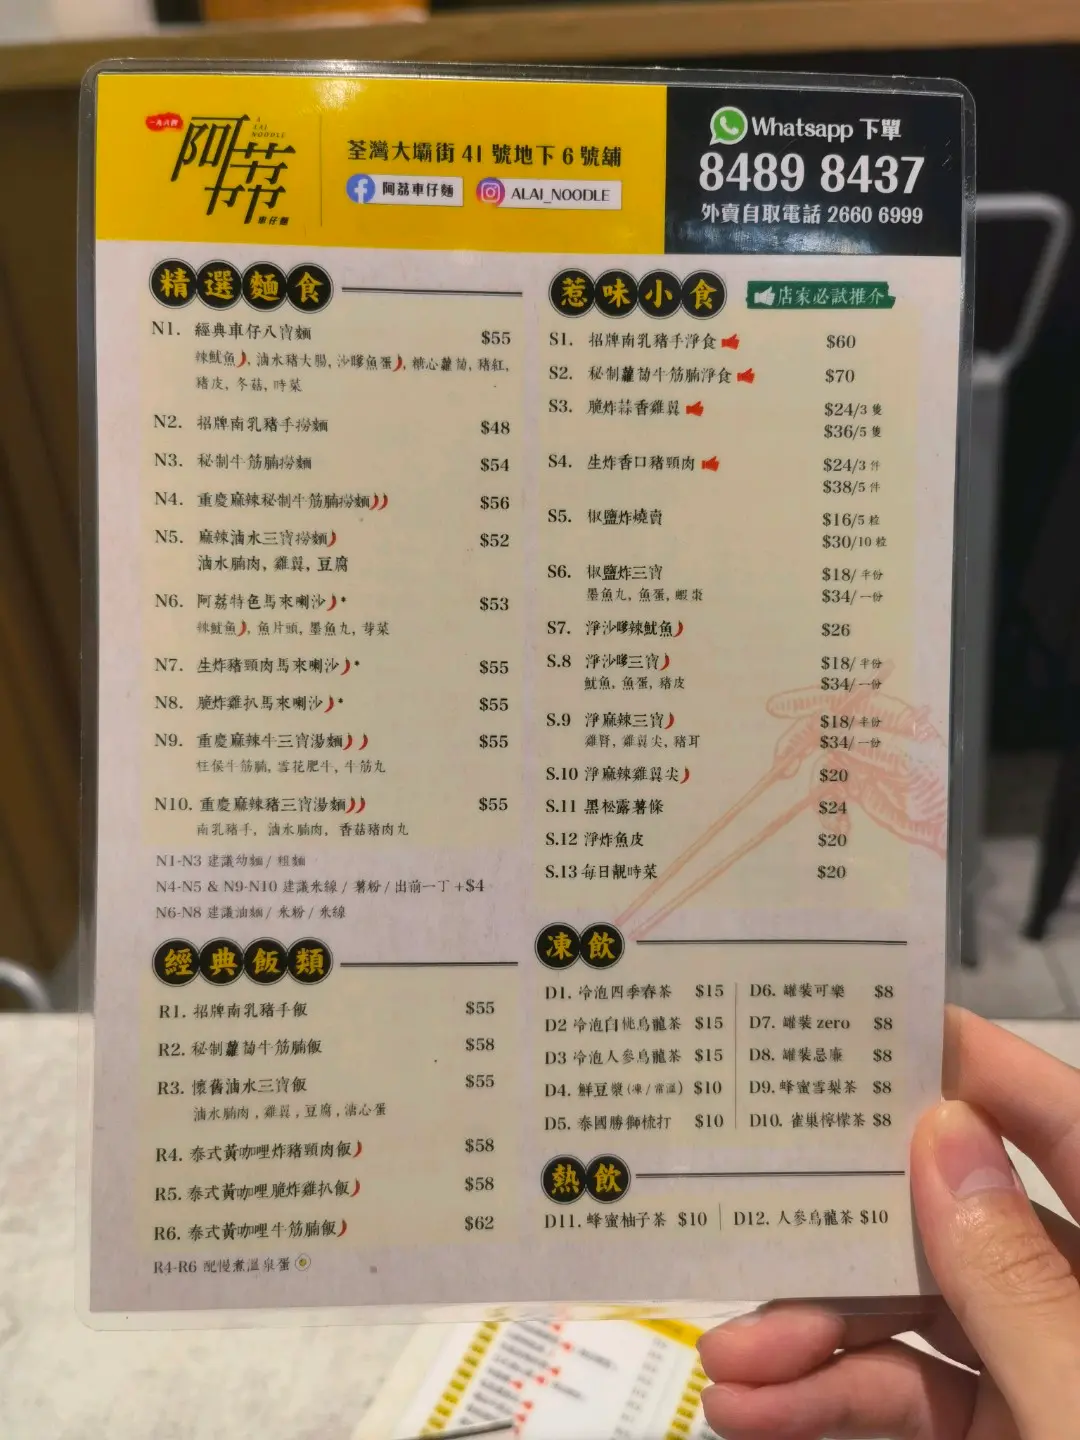 一九八四
阿荔
A LAI NOODLE
車仔麵
荃灣大壩街 41 號地下 6 號舖
阿荔車仔麵
ALAI_NOODLE
Whatsapp 下單
8489 8437
外賣自取電話 2660 6999
精選麵食
N1. 經典車仔八寶麵 $55
辣魷魚, 滷水豬大腸, 沙嗲魚蛋, 糖心蘿蔔, 豬紅,
豬皮, 冬菇, 時菜
N2. 招牌南乳豬手撈麵 $48
N3. 秘制牛筋腩撈麵 $54
N4. 重慶麻辣秘制牛筋腩撈麵 $56
N5. 麻辣滷水三寶撈麵 $52
滷水腩肉, 雞翼, 豆腐
N6. 阿荔特色馬來喇沙* $53
辣魷魚, 魚片頭, 墨魚丸, 芽菜
N7. 生炸豬頸肉馬來喇沙* $55
N8. 脆炸雞扒馬來喇沙* $55
N9. 重慶麻辣牛三寶湯麵 $55
柱侯牛筋腩, 雪花肥牛, 牛筋丸
N10. 重慶麻辣豬三寶湯麵 $55
南乳豬手, 滷水腩肉, 香菇豬肉丸
N1-N3 建議幼麵 / 粗麵
N4-N5 & N9-N10 建議米線 / 薯粉 / 出前一丁 +$4
N6-N8 建議油麵 / 米粉 / 米線
經典飯類
R1. 招牌南乳豬手飯 $55
R2. 秘制蘿蔔牛筋腩飯 $58
R3. 懷舊滷水三寶飯 $55
滷水腩肉, 雞翼, 豆腐, 溏心蛋
R4. 泰式黃咖哩炸豬頸肉飯 $58
R5. 泰式黃咖哩脆炸雞扒飯 $58
R6. 泰式黃咖哩牛筋腩飯 $62
R4-R6 配慢煮溫泉蛋
惹味小食
店家必試推介
S1. 招牌南乳豬手淨食 $60
S2. 秘制蘿蔔牛筋腩淨食 $70
S3. 脆炸蒜香雞翼 $24/3 隻
$36/5 隻
S4. 生炸香口豬頸肉 $24/3 件
$38/5 件
S5. 椒鹽炸燒賣 $16/5 粒
$30/10 粒
S6. 椒鹽炸三寶 $18/ 半份
墨魚丸, 魚蛋, 蝦棗 $34/ 一份
S7. 淨沙嗲辣魷魚 $26
S.8 淨沙嗲三寶 $18/ 半份
魷魚, 魚蛋, 豬皮 $34/ 一份
S.9 淨麻辣三寶 $18/ 半份
雞腎, 雞翼尖, 豬耳 $34/ 一份
S.10 淨麻辣雞翼尖 $20
S.11 黑松露薯條 $24
S.12 淨炸魚皮 $20
S.13 每日靚時菜 $20
凍飲
D1. 冷泡四季春茶 $15
D2 冷泡白桃烏龍茶 $15
D3 冷泡人參烏龍茶 $15
D4. 鮮豆漿 (凍 / 常溫) $10
D5. 泰國勝獅梳打 $10
D6. 罐裝可樂 $8
D7. 罐裝 zero $8
D8. 罐裝忌廉 $8
D9. 蜂蜜雪梨茶 $8
D10. 雀巢檸檬茶 $8
熱飲
D11. 蜂蜜柚子茶 $10
D12. 人參烏龍茶 $10